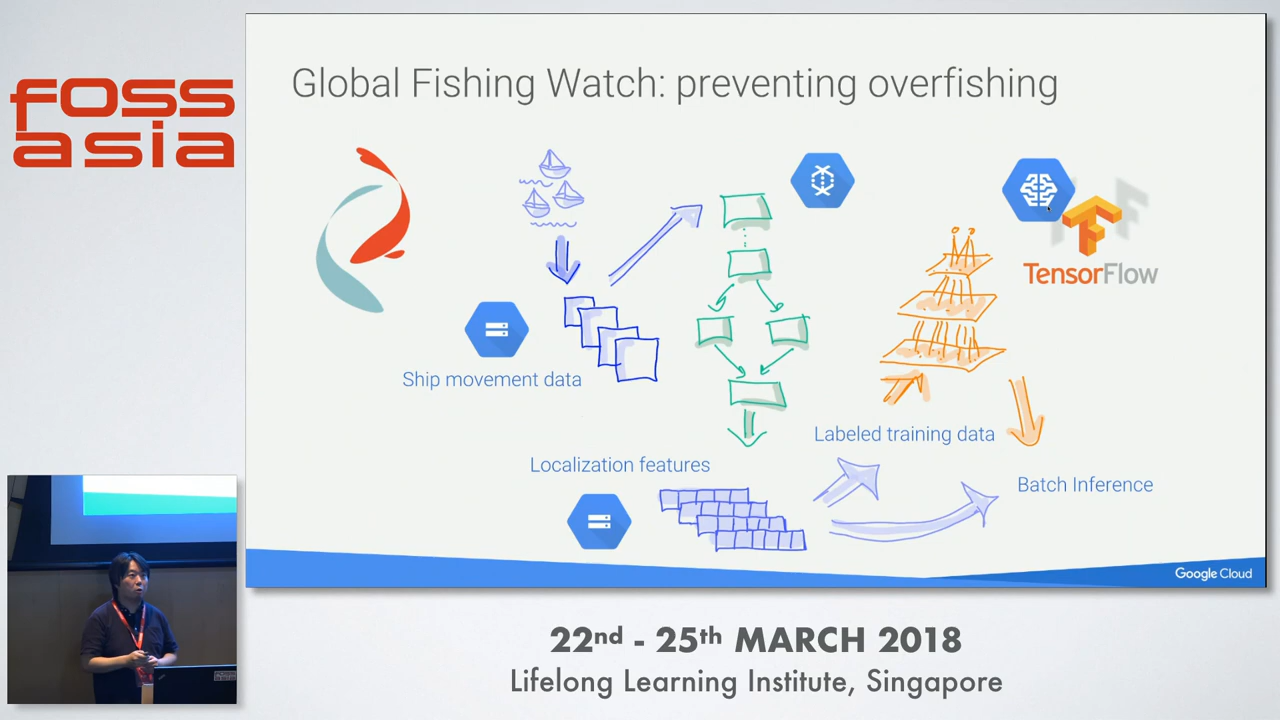 foss
asia
Global Fishing Watch: preventing overfishing
TensorFlow
Ship movement data
Labeled training data
Localization features
Batch Inference
Google Cloud
22nd - 25th MARCH 2018
Lifelong Learning Institute, Singapore